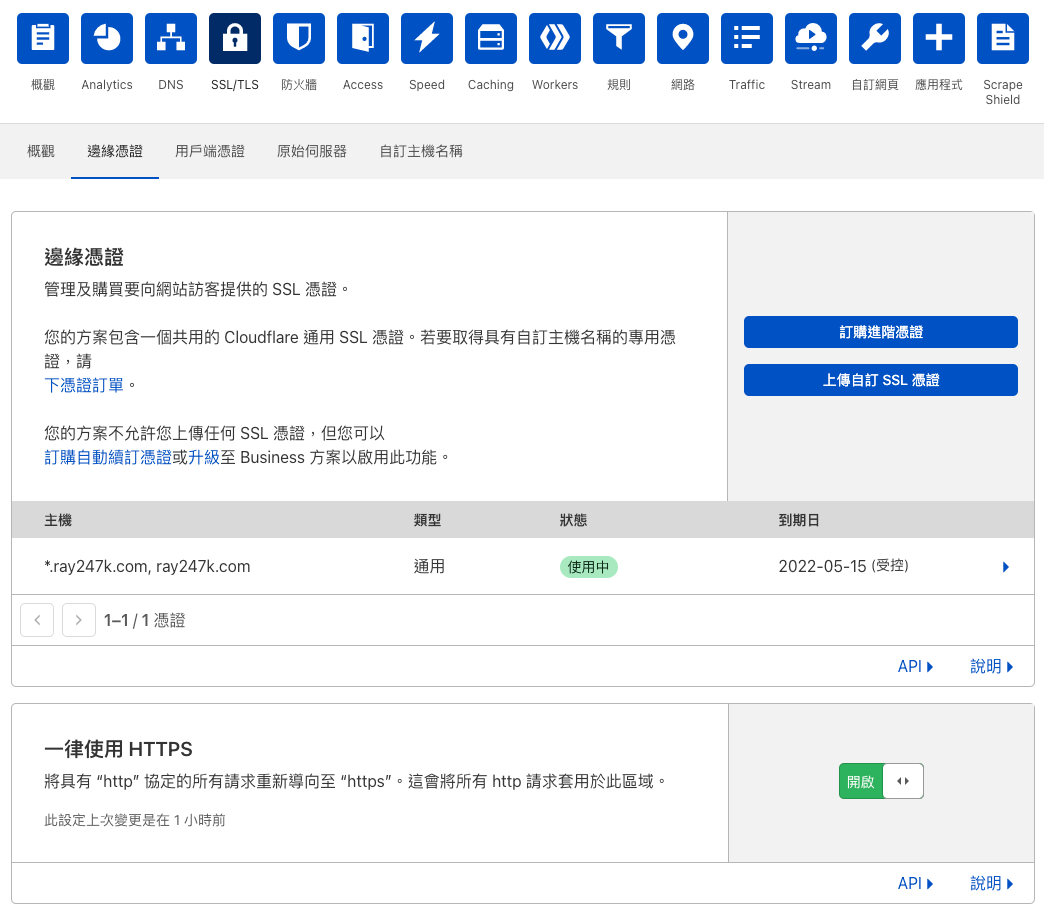 概觀 Analytics DNS SSL/TLS 防火牆 Access Speed Caching Workers 規則 網路 Traffic Stream 自訂網頁 應用程式 Scrape Shield
概觀 邊緣憑證 用戶端憑證 原始伺服器 自訂主機名稱
邊緣憑證
管理及購買要向網站訪客提供的 SSL 憑證。
您的方案包含一個共用的 Cloudflare 通用 SSL 憑證。若要取得具有自訂主機名稱的專用憑
證，請
下憑證訂單。
您的方案不允許您上傳任何 SSL 憑證，但您可以
訂購自動續訂憑證或升級至 Business 方案以啟用此功能。
訂購進階憑證
上傳自訂 SSL 憑證
主機 類型 狀態 到期日
*.ray247k.com, ray247k.com 通用 使用中 2022-05-15 (受控)
1–1 / 1 憑證
API 說明
一律使用 HTTPS
將具有 “http” 協定的所有請求重新導向至 “https”。這會將所有 http 請求套用於此區域。
此設定上次變更是在 1 小時前
開啟
API 說明